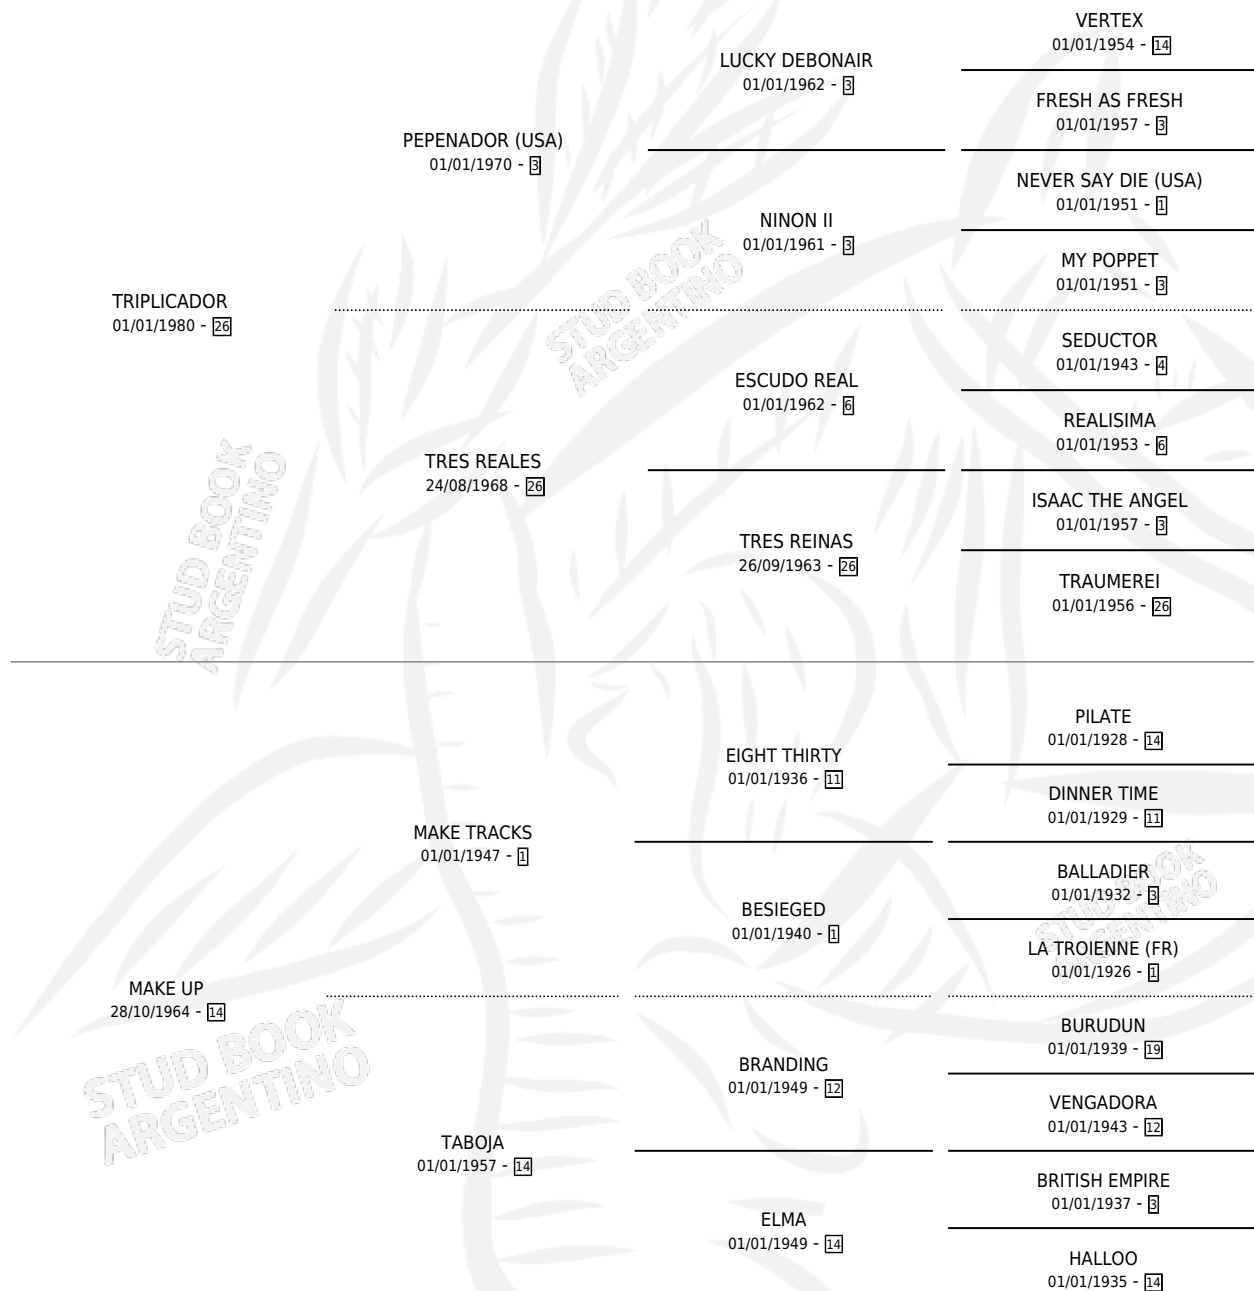 TRIPLICADOR
01/01/1980 - 26
PEPENADOR (USA)
01/01/1970 - 3
LUCKY DEBONAIR
01/01/1962 - 3
VERTEX
01/01/1954 - 14
FRESH AS FRESH
01/01/1957 - 3
NINON II
01/01/1961 - 3
NEVER SAY DIE (USA)
01/01/1951 - 1
MY POPPET
01/01/1951 - 3
TRES REALES
24/08/1968 - 26
ESCUDO REAL
01/01/1962 - 6
SEDUCTOR
01/01/1943 - 4
REALISIMA
01/01/1953 - 6
TRES REINAS
26/09/1963 - 26
ISAAC THE ANGEL
01/01/1957 - 3
TRAUMEREI
01/01/1956 - 26
MAKE UP
28/10/1964 - 14
MAKE TRACKS
01/01/1947 - 1
EIGHT THIRTY
01/01/1936 - 11
PILATE
01/01/1928 - 14
DINNER TIME
01/01/1929 - 11
BESIEGED
01/01/1940 - 1
BALLADIER
01/01/1932 - 3
LA TROIENNE (FR)
01/01/1926 - 1
TABOJA
01/01/1957 - 14
BRANDING
01/01/1949 - 12
BURUDUN
01/01/1939 - 19
VENGADORA
01/01/1943 - 12
ELMA
01/01/1949 - 14
BRITISH EMPIRE
01/01/1937 - 3
HALLOO
01/01/1935 - 14
STUD BOOK
ARGENTINO
STUD BOOK
ARGENTINO
STUD BOOK
ARGENTINO
STUD BOOK
ARGENTINO